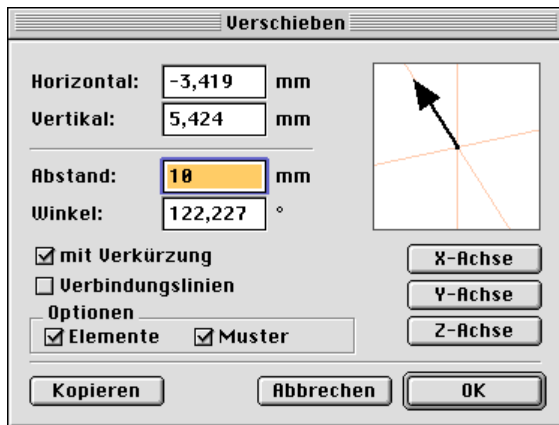 Verschieben
Horizontal: -3,419 mm
Vertikal: 5,424 mm
Abstand: 10 mm
Winkel: 122,227 °
mit Verkürzung
Verbindungslinien
Optionen
Elemente Muster
X-Achse
Y-Achse
Z-Achse
Kopieren Abbrechen OK